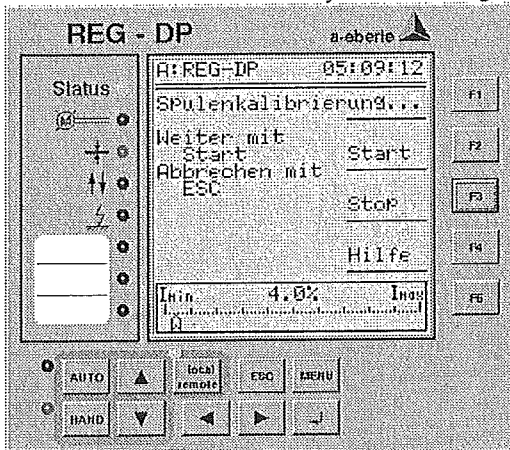 REG - DP
a-eberle
Status
A:REG-DP 05:09:12
Spulenkalibrierung...
Weiter mit
Start
Start
Abbrechen mit
ESC
Stop
Hilfe
Imin 4.0% Imax
F1
F2
F3
F4
F5
M
AUTO
local
remote
ESC
MENU
HAND